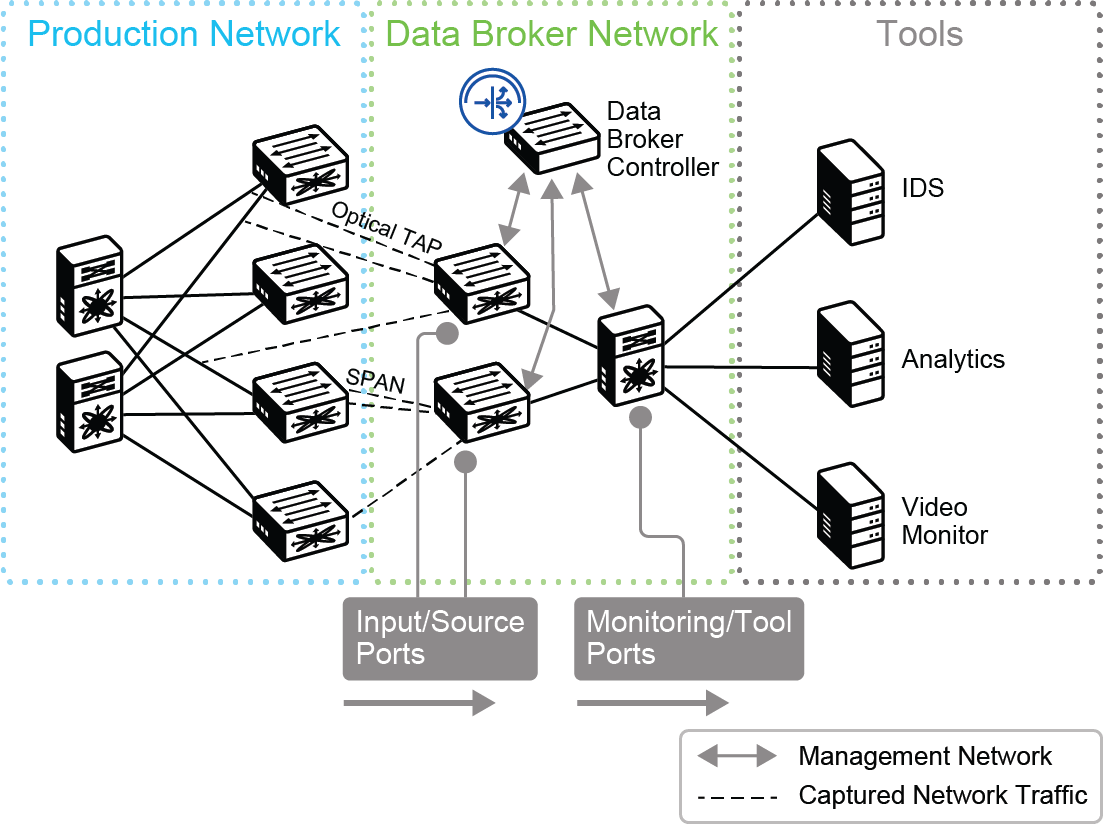 Production Network
Data Broker Network
Tools
Data
Broker
Controller
Optical TAP
SPAN
IDS
Analytics
Video
Monitor
Input/Source
Ports
Monitoring/Tool
Ports
Management Network
Captured Network Traffic